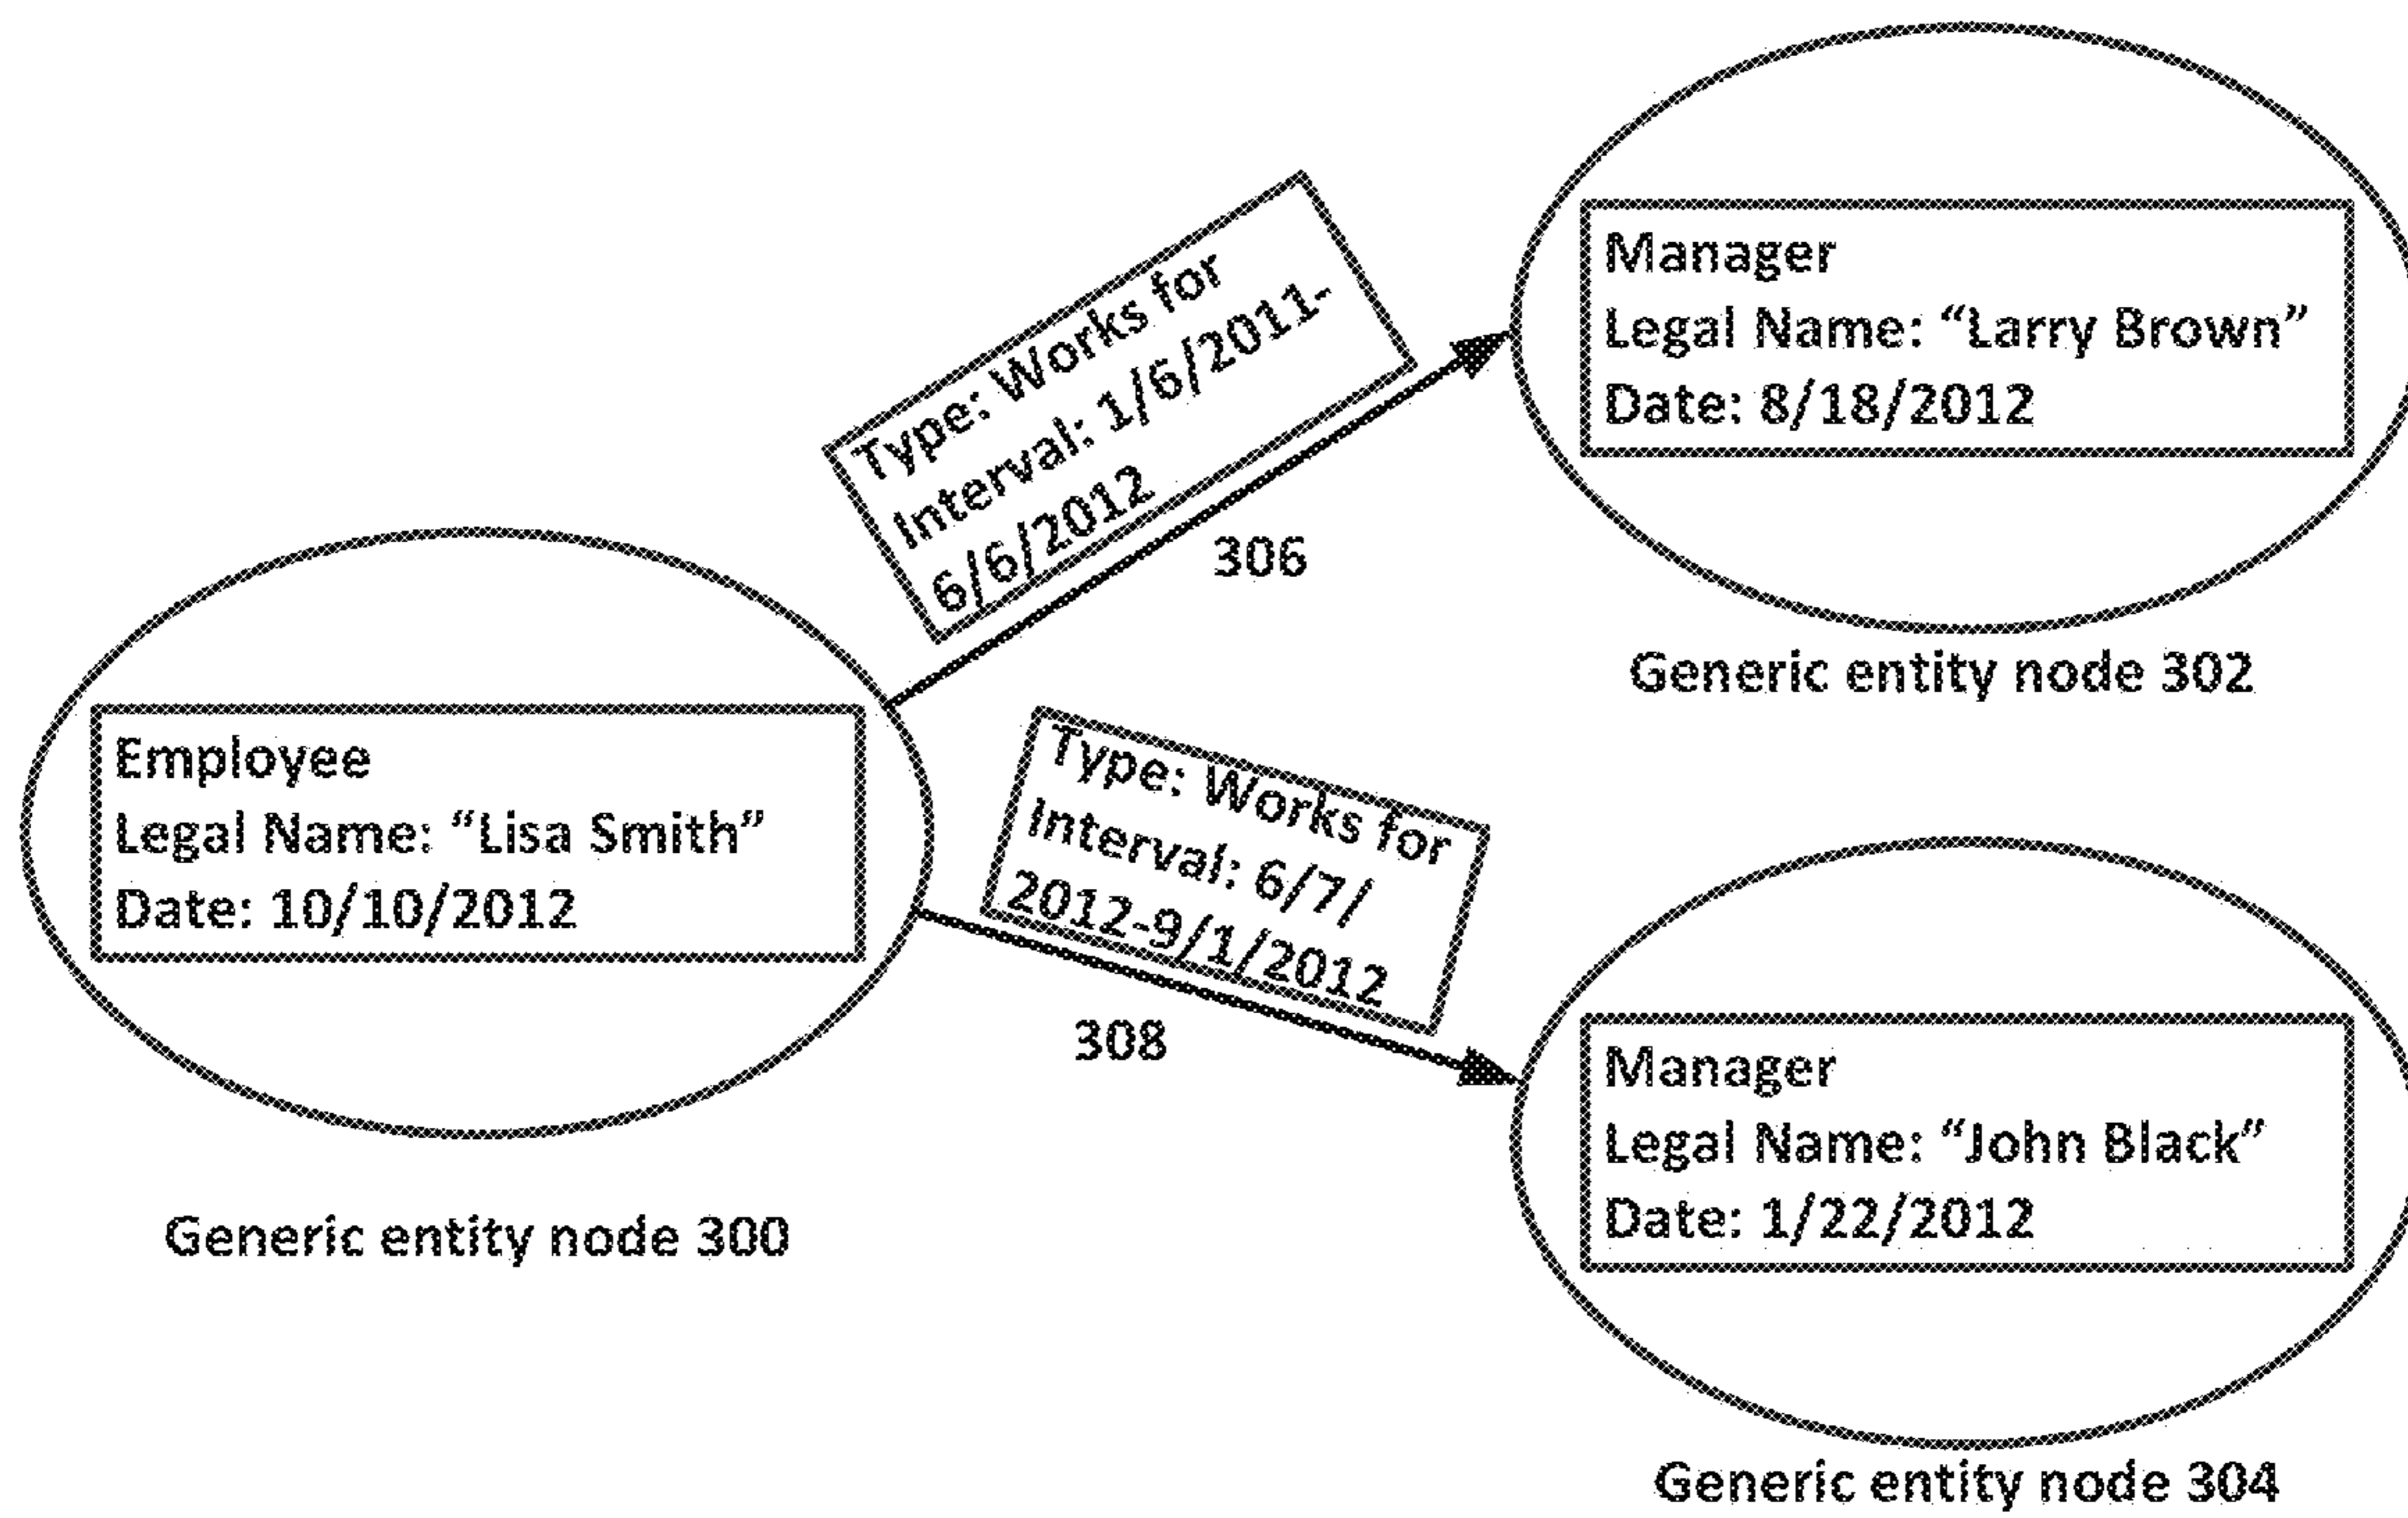 Manager
Legal Name: “Larry Brown”
Date: 8/18/2012
Generic entity node 302
Type: Works for
Interval: 1/6/2011-
6/6/2012
306
Employee
Legal Name: “Lisa Smith”
Date: 10/10/2012
Generic entity node 300
Type: Works for
Interval: 6/7/
2012-9/1/2012
308
Manager
Legal Name: “John Black”
Date: 1/22/2012
Generic entity node 304